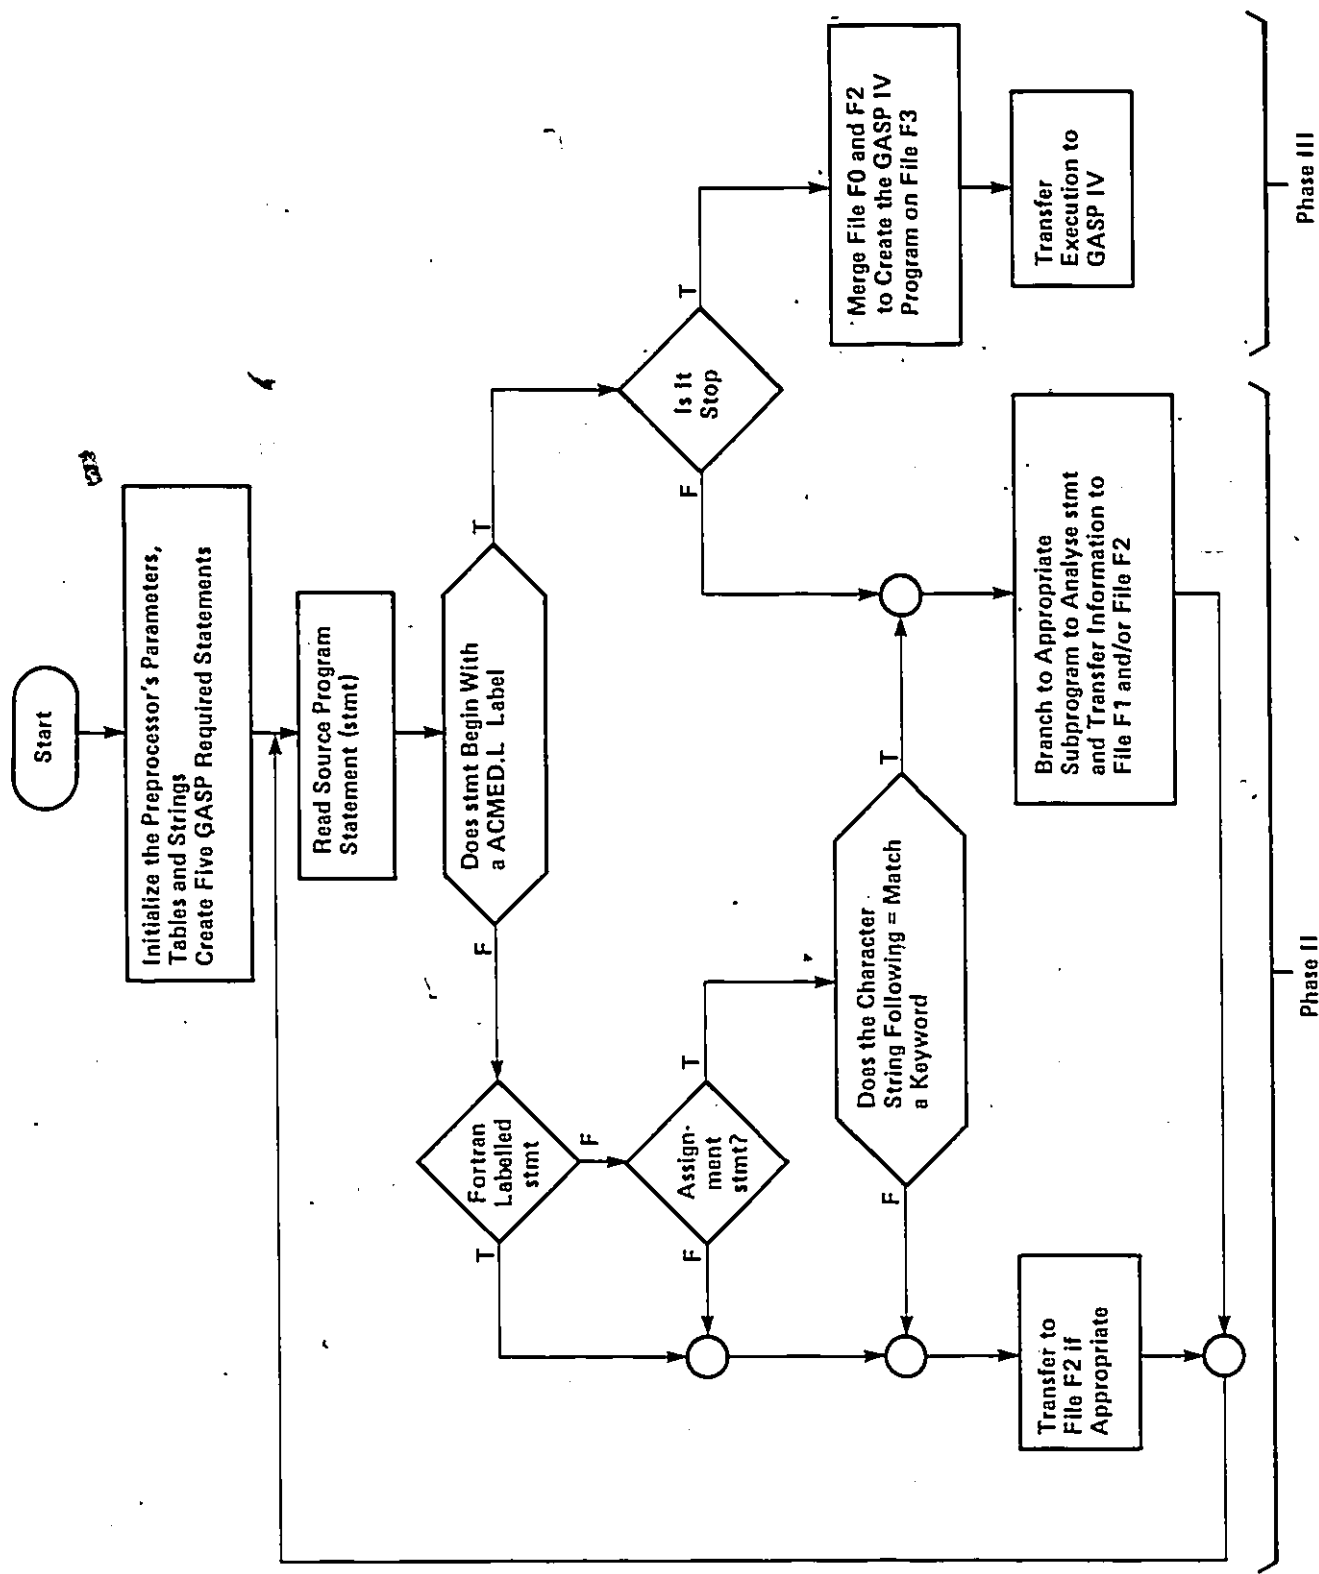 Start
Initialize the Preprocessor's Parameters,
Tables and Strings
Create Five GASP Required Statements
Read Source Program
Statement (stmt)
Does stmt Begin With
a ACMED.L Label
F
T
Fortran
Labelled
stmt
T
F
Is It
Stop
F
T
Assign-
ment
stmt?
F
T
Does the Character
String Following = Match
a Keyword
F
T
Merge File F0 and F2
to Create the GASP IV
Program on File F3
Transfer to
File F2 if
Appropriate
Branch to Appropriate
Subprogram to Analyse stmt
and Transfer Information to
File F1 and/or File F2
Transfer
Execution to
GASP IV
Phase II
Phase III